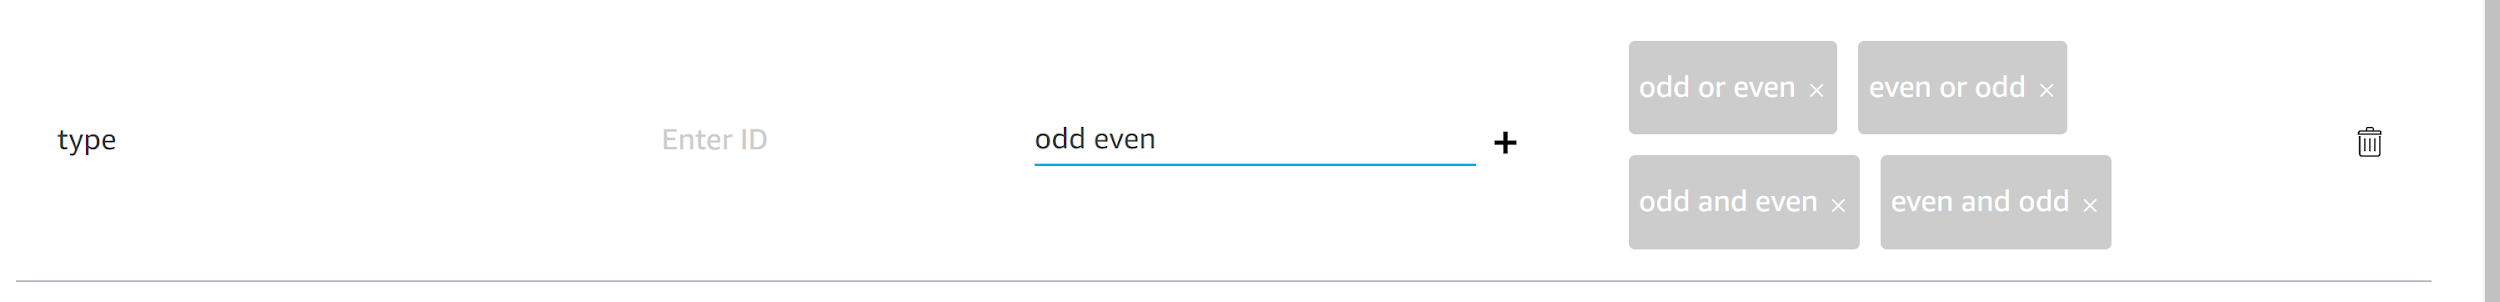 odd or even × even or odd ×
type Enter ID odd even +
odd and even × even and odd ×